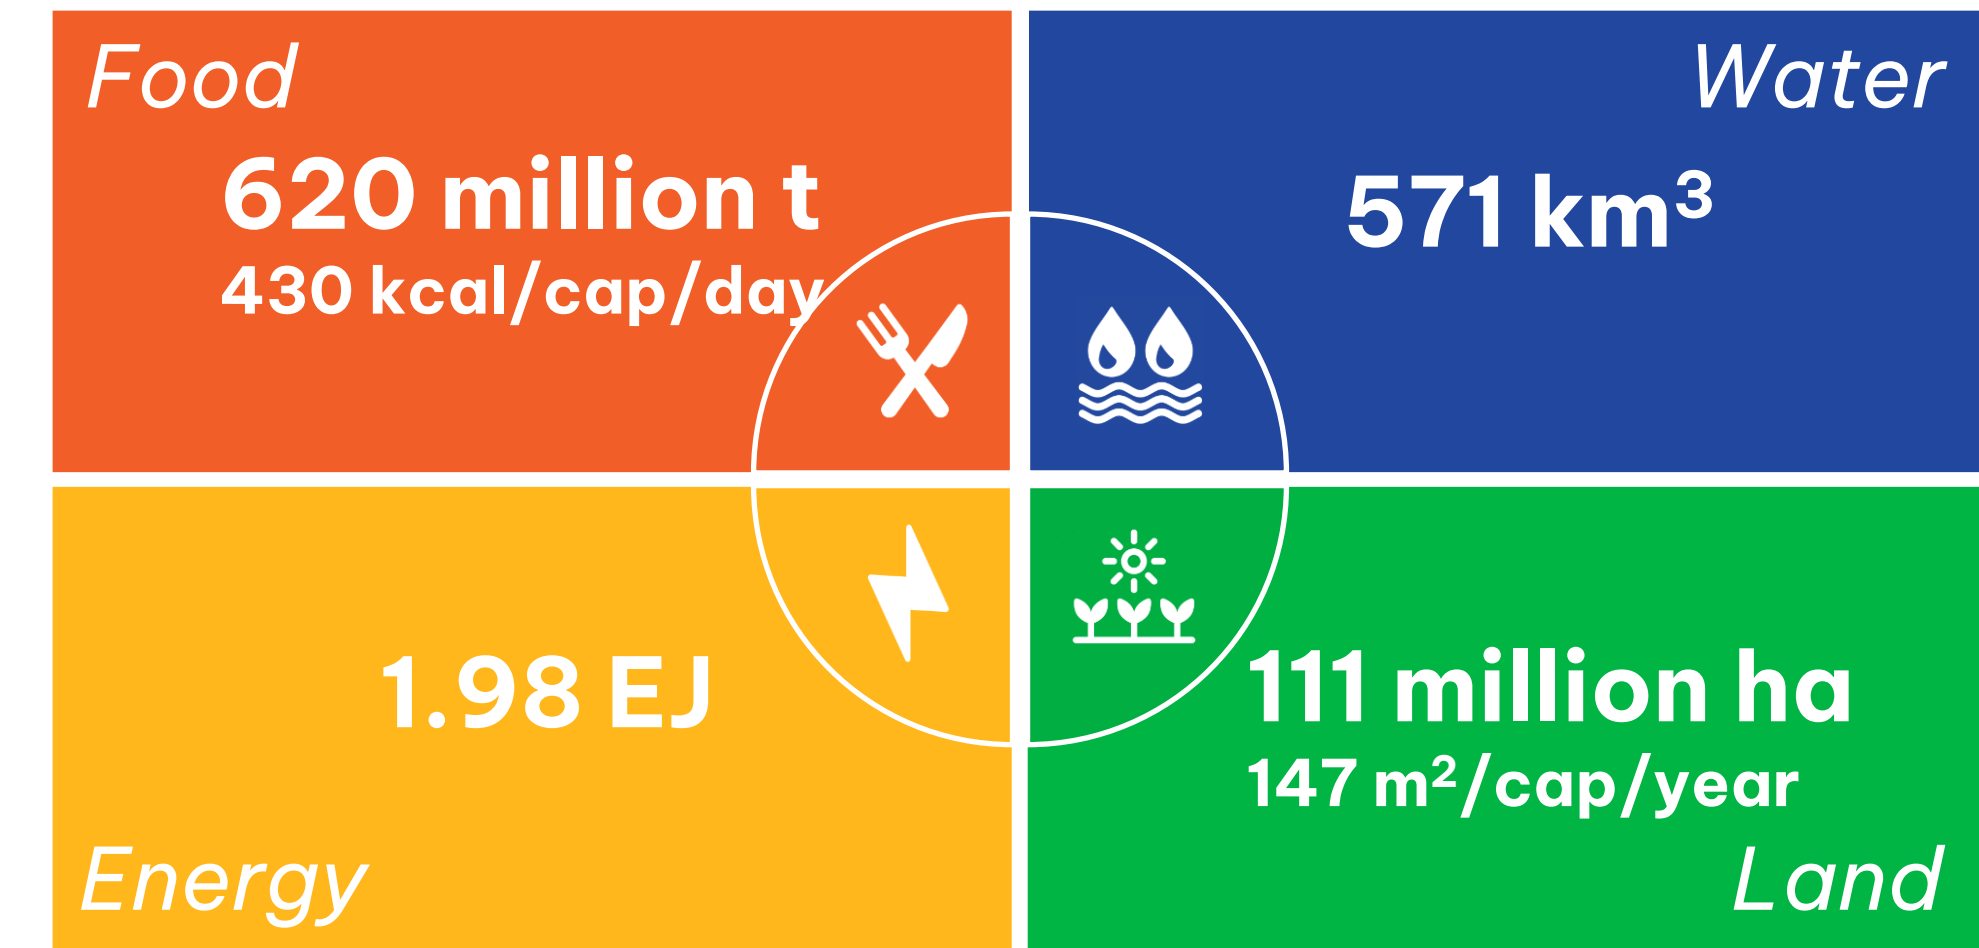 Food
620 million t
430 kcal/cap/day
Water
571 km³
1.98 EJ
Energy
111 million ha
147 m²/cap/year
Land